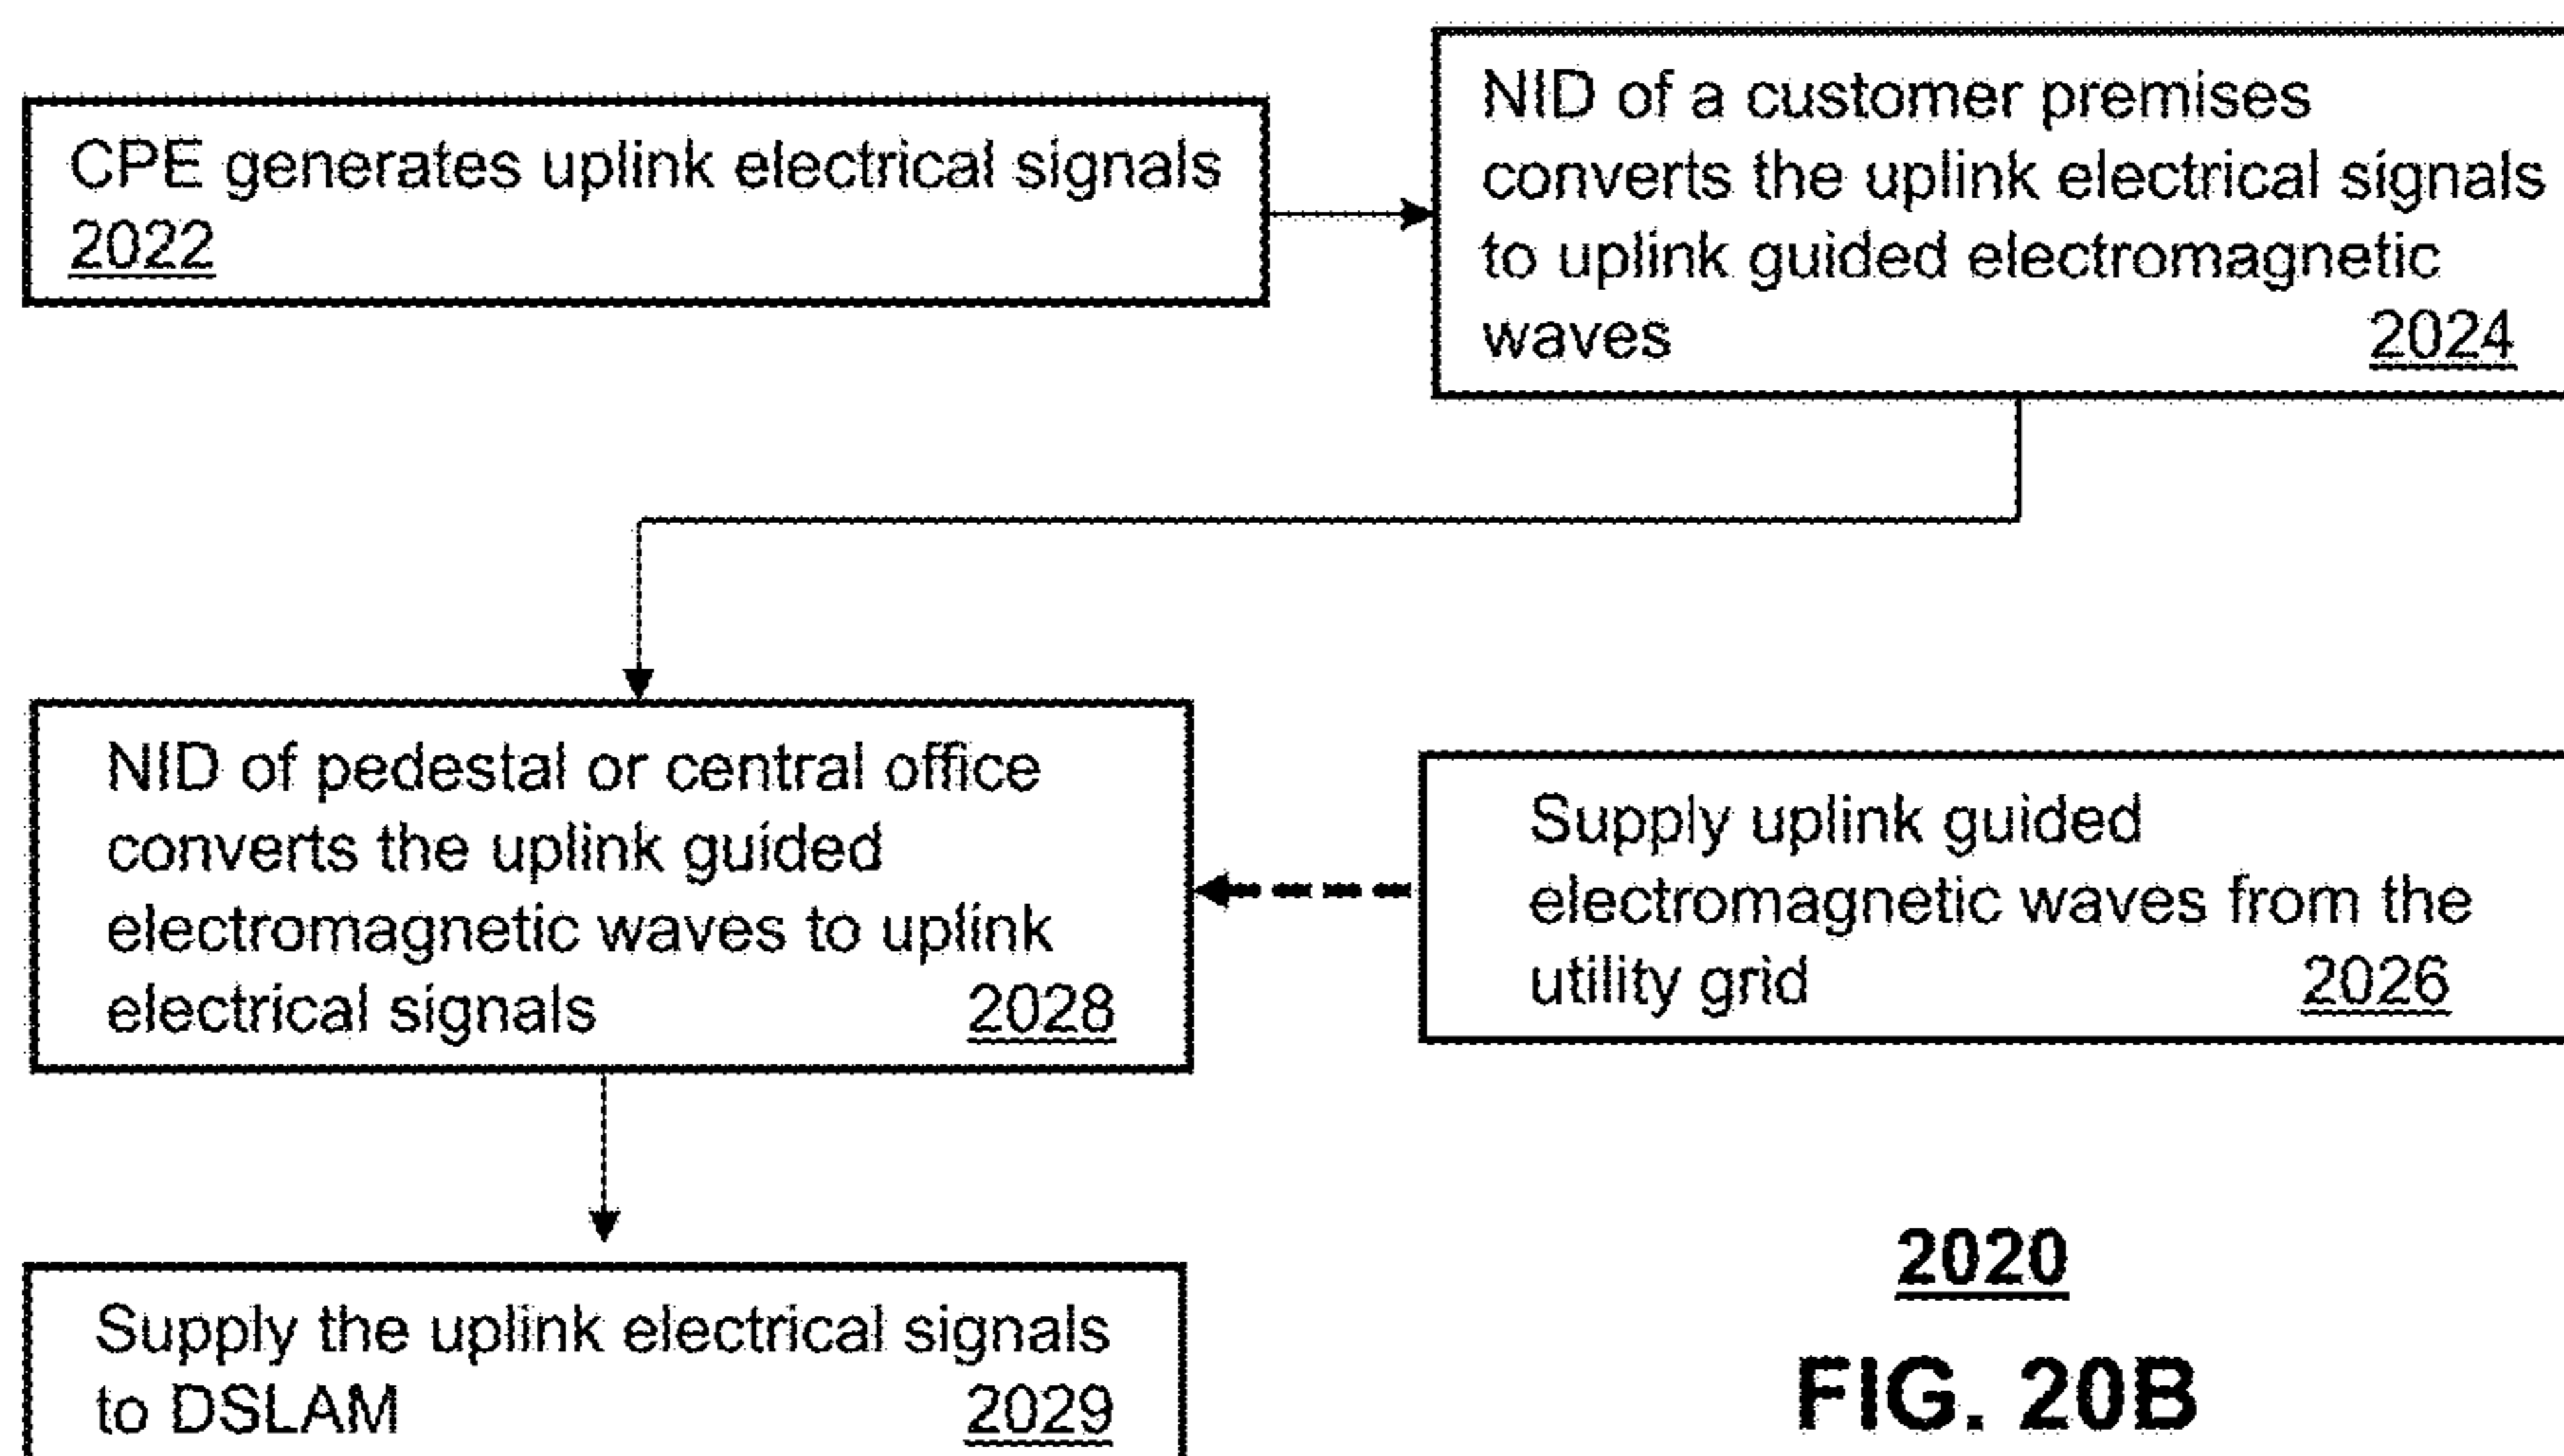 CPE generates uplink electrical signals
2022
NID of a customer premises
converts the uplink electrical signals
to uplink guided electromagnetic
waves 2024
NID of pedestal or central office
converts the uplink guided
electromagnetic waves to uplink
electrical signals 2028
Supply uplink guided
electromagnetic waves from the
utility grid 2026
Supply the uplink electrical signals
to DSLAM 2029
2020
FIG. 20B